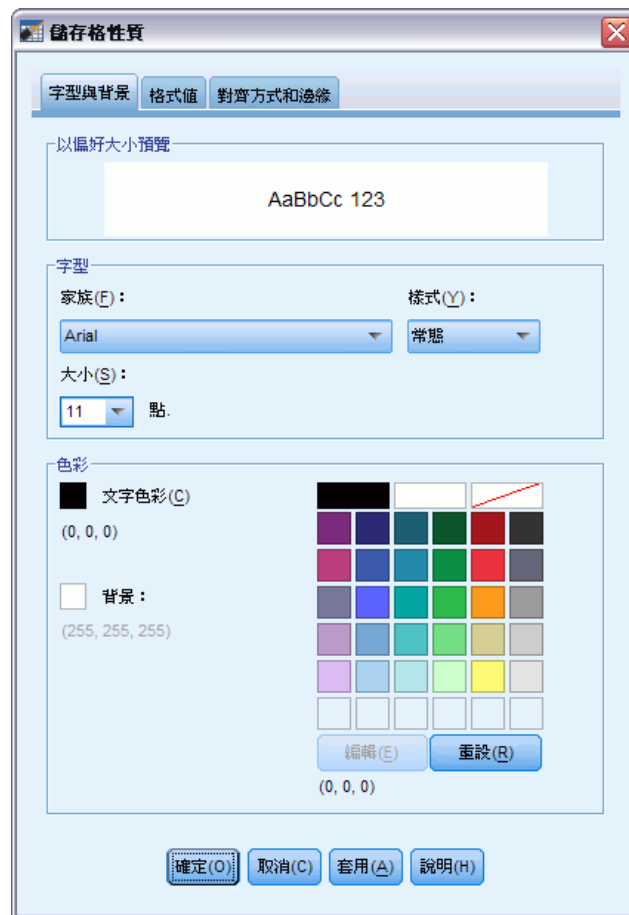 儲存格性質
字型與背景 格式值 對齊方式和邊緣
以偏好大小預覽
AaBbCc 123
字型
家族(F)： 樣式(Y)：
Arial 常態
大小(S)：
11 點.
色彩
文字色彩(C)
(0, 0, 0)
背景：
(255, 255, 255)
編輯(E) 重設(R)
(0, 0, 0)
確定(O) 取消(C) 套用(A) 說明(H)